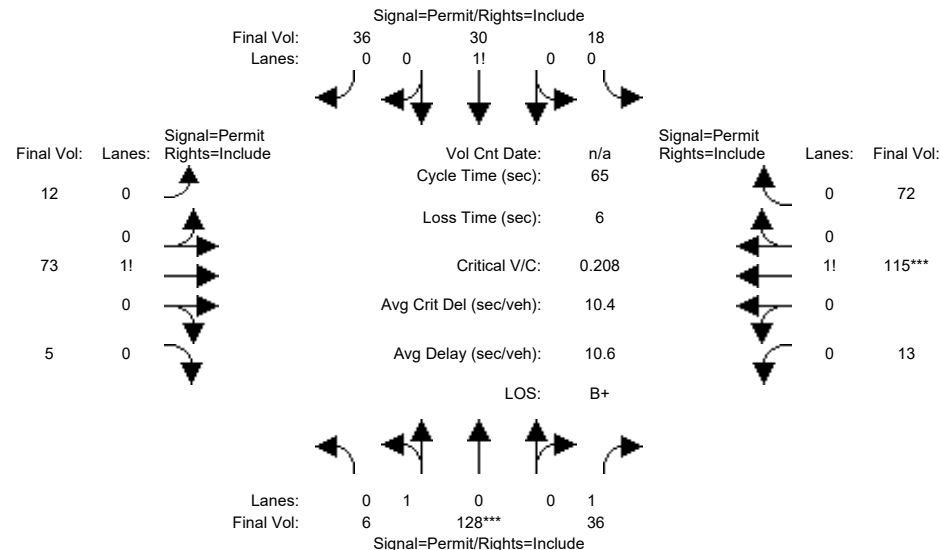 Signal=Permit/Rights=Include
Final Vol: 36 30 18
Lanes: 0 0 1! 0 0
Signal=Permit Signal=Permit
Final Vol: Lanes: Rights=Include Vol Cnt Date: n/a Rights=Include Lanes: Final Vol:
Cycle Time (sec): 65
12 0 0 72
Loss Time (sec): 6
0 0
73 1! Critical V/C: 0.208 1! 115***
0 Avg Crit Del (sec/veh): 10.4 0
5 0 Avg Delay (sec/veh): 10.6 0 13
LOS: B+
Lanes: 0 1 0 0 1
Final Vol: 6 128*** 36
Signal=Permit/Rights=Include